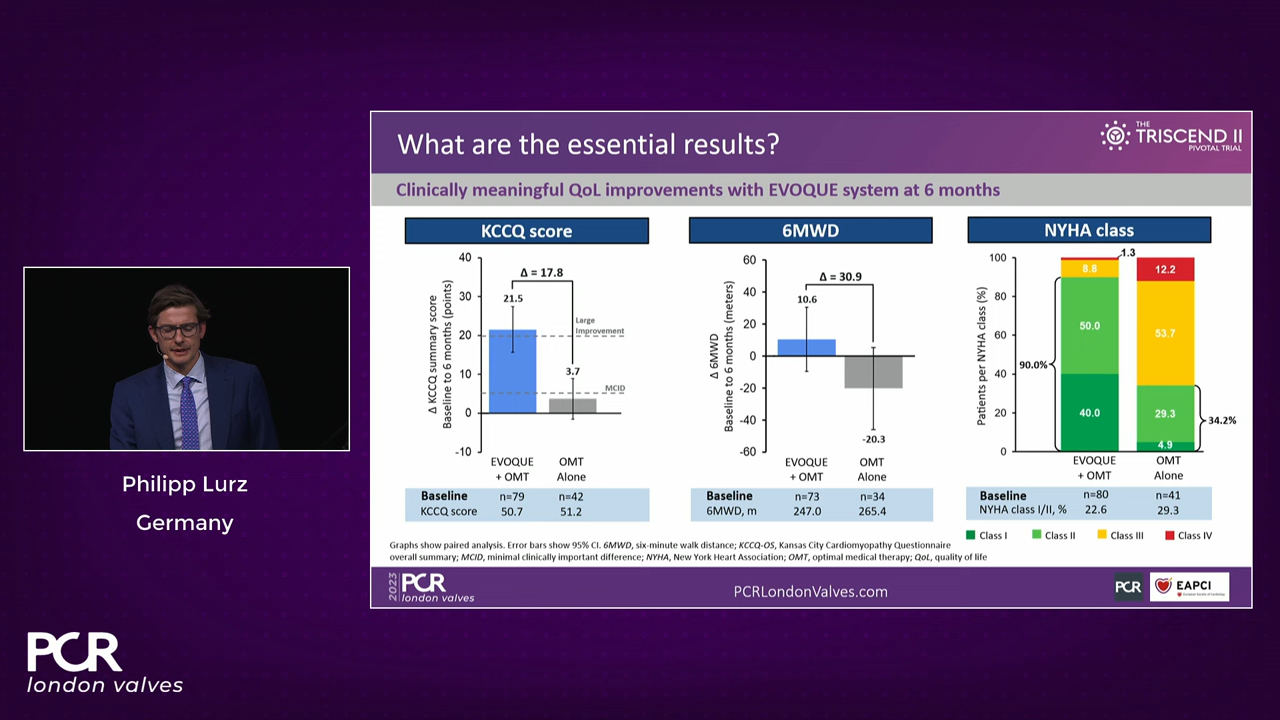 What are the essential results?
THE
TRISCEND II
PIVOTAL TRIAL
Clinically meaningful QoL improvements with EVOQUE system at 6 months
KCCQ score
Δ KCCQ summary score
Baseline to 6 months (points)
40
30
20
10
0
-10
Δ = 17.8
21.5
3.7
Large
Improvement
MCID
EVOQUE
+ OMT
OMT
Alone
Baseline n=79 n=42
KCCQ score 50.7 51.2
6MWD
Δ 6MWD
Baseline to 6 months (meters)
60
40
20
0
-20
-40
-60
Δ = 30.9
10.6
-20.3
EVOQUE
+ OMT
OMT
Alone
Baseline n=73 n=34
6MWD, m 247.0 265.4
NYHA class
Patients per NYHA class (%)
100
80
60
40
20
0
1.3
8.8
50.0
40.0
90.0%
12.2
53.7
29.3
4.9
34.2%
EVOQUE
+ OMT
OMT
Alone
Baseline n=80 n=41
NYHA class I/II, % 22.6 29.3
Class I Class II Class III Class IV
Graphs show paired analysis. Error bars show 95% CI. 6MWD, six-minute walk distance; KCCQ-OS, Kansas City Cardiomyopathy Questionnaire
overall summary; MCID, minimal clinically important difference; NYHA, New York Heart Association; OMT, optimal medical therapy; QoL, quality of life
2023
PCR
london valves
PCRLondonValves.com
PCR
EAPCI
Philipp Lurz
Germany
PCR
london valves